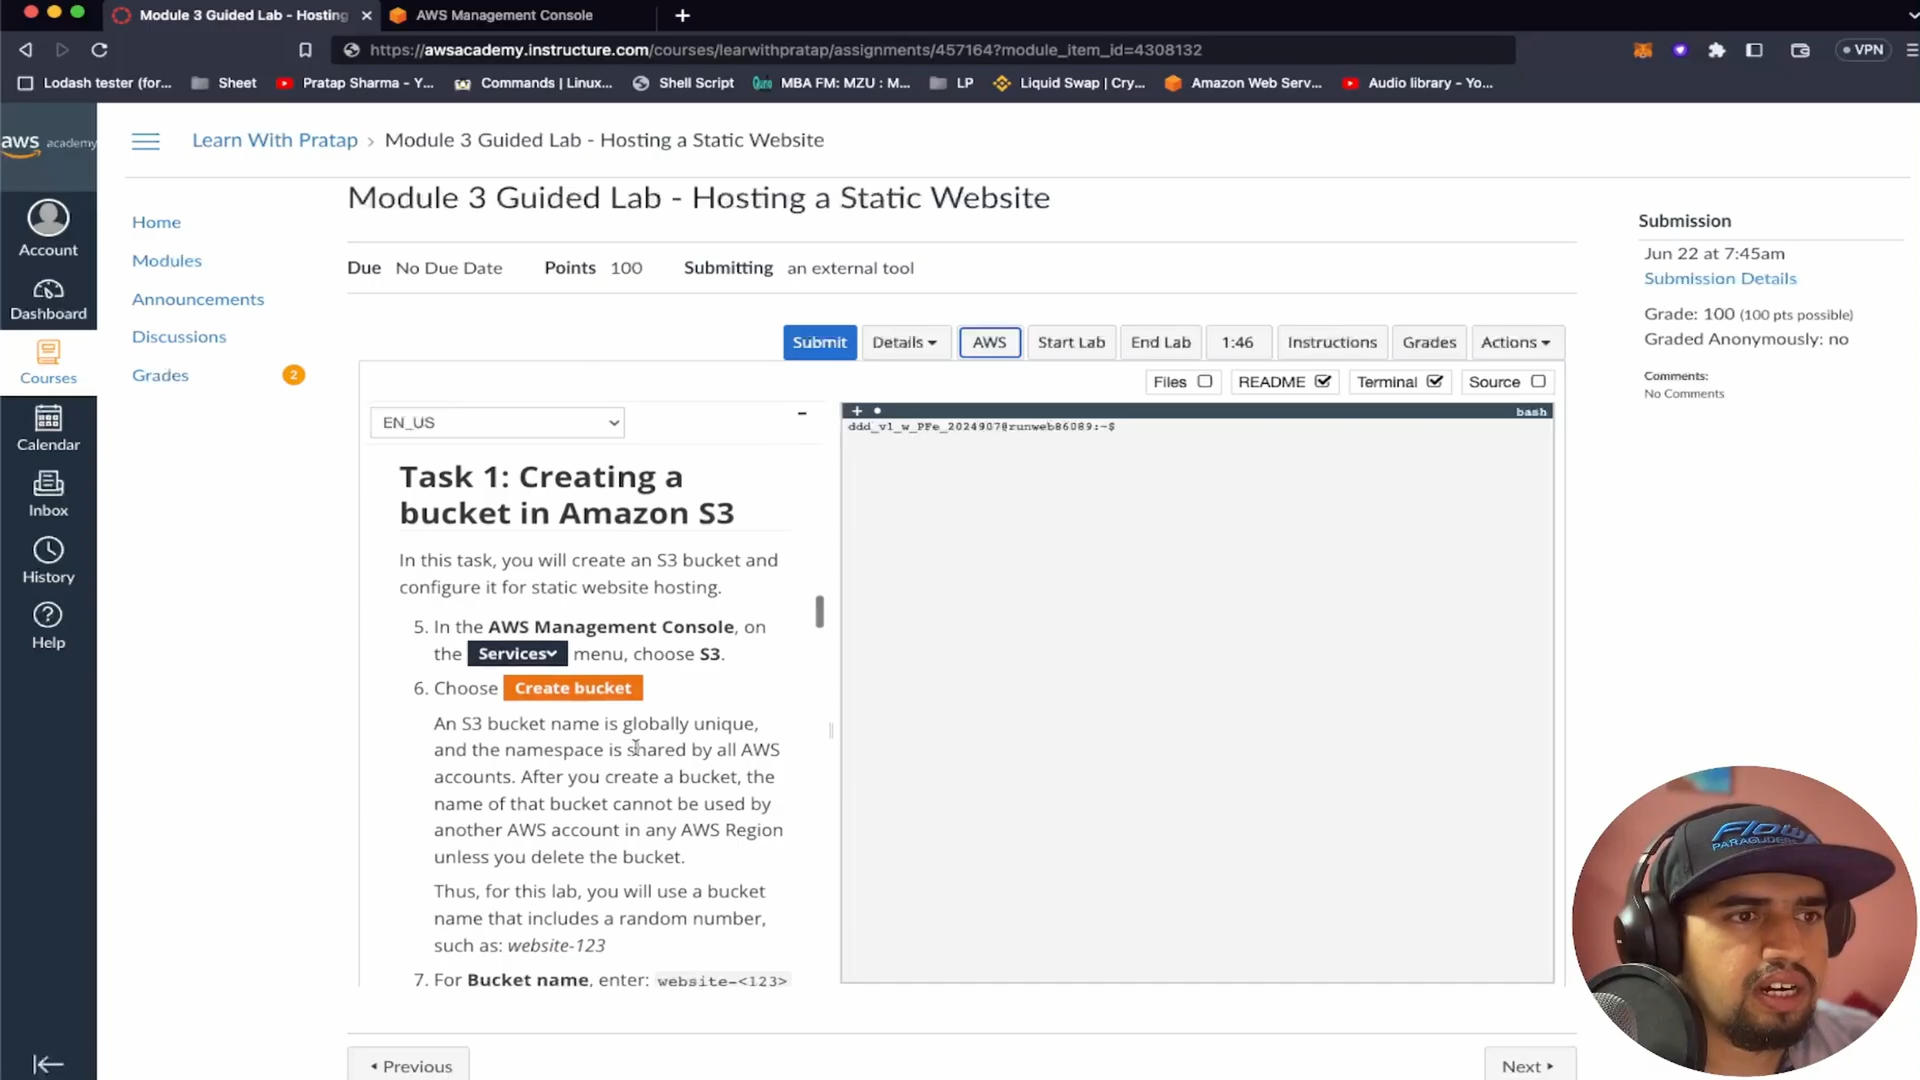 Module 3 Guided Lab - Hosting
AWS Management Console
https://awsacademy.instructure.com/courses/learwithpratap/assignments/457164?module_item_id=4308132
VPN
Lodash tester (for...
Sheet
Pratap Sharma - Y...
Commands | Linux...
Shell Script
MBA FM: MZU : M...
LP
Liquid Swap | Cry...
Amazon Web Serv...
Audio library - Yo...
aws academy
Learn With Pratap › Module 3 Guided Lab - Hosting a Static Website
Account
Dashboard
Courses
Calendar
Inbox
History
Help
Home
Modules
Announcements
Discussions
Grades 2
Module 3 Guided Lab - Hosting a Static Website
Due No Due Date Points 100 Submitting an external tool
Submit Details AWS Start Lab End Lab 1:46 Instructions Grades Actions
Files README Terminal Source
EN_US
Task 1: Creating a
bucket in Amazon S3
In this task, you will create an S3 bucket and
configure it for static website hosting.
5. In the AWS Management Console, on
the Services menu, choose S3.
6. Choose Create bucket
An S3 bucket name is globally unique,
and the namespace is shared by all AWS
accounts. After you create a bucket, the
name of that bucket cannot be used by
another AWS account in any AWS Region
unless you delete the bucket.
Thus, for this lab, you will use a bucket
name that includes a random number,
such as: website-123
7. For Bucket name, enter: website-<123>
bash
ddd_v1_w_PFe_2024907@runweb86089:~$
Submission
Jun 22 at 7:45am
Submission Details
Grade: 100 (100 pts possible)
Graded Anonymously: no
Comments:
No Comments
Previous
Next
FLOW
PARAGLIDERS